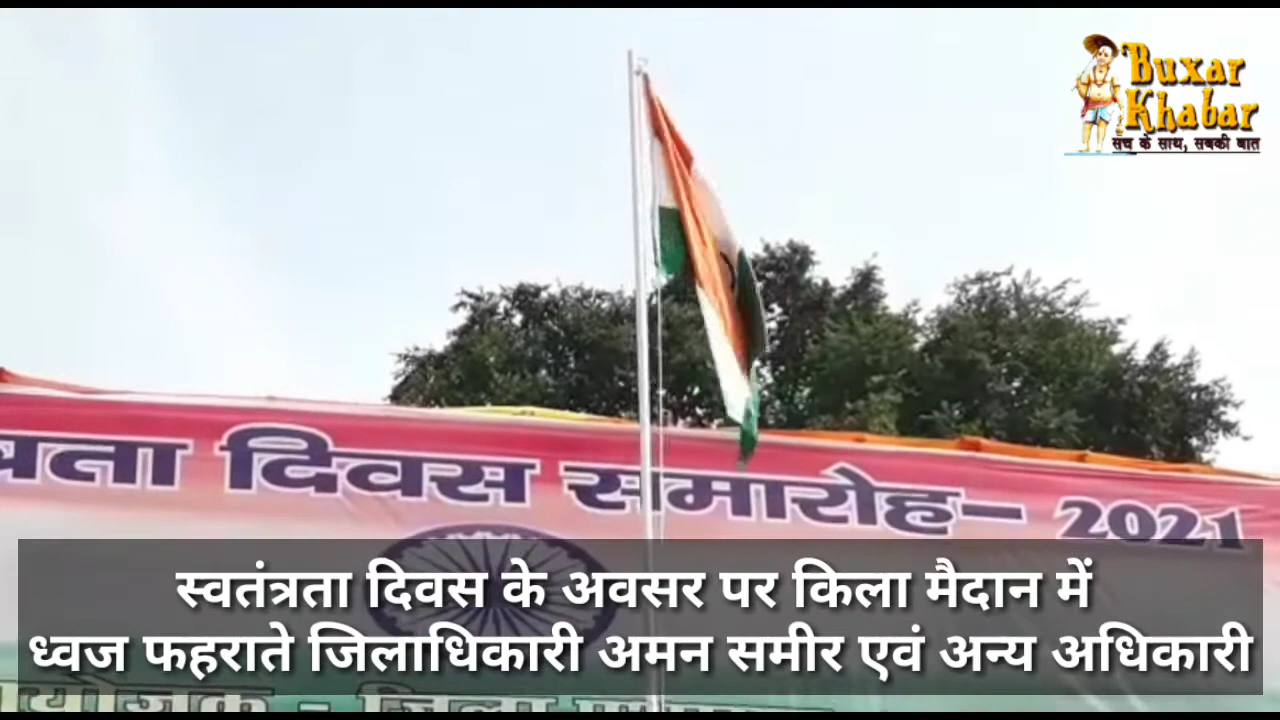 Buxar
Khabar
सच के साथ, सबकी बात
दिवस समारोह- 2021
स्वतंत्रता दिवस के अवसर पर किला मैदान में
ध्वज फहराते जिलाधिकारी अमन समीर एवं अन्य अधिकारी